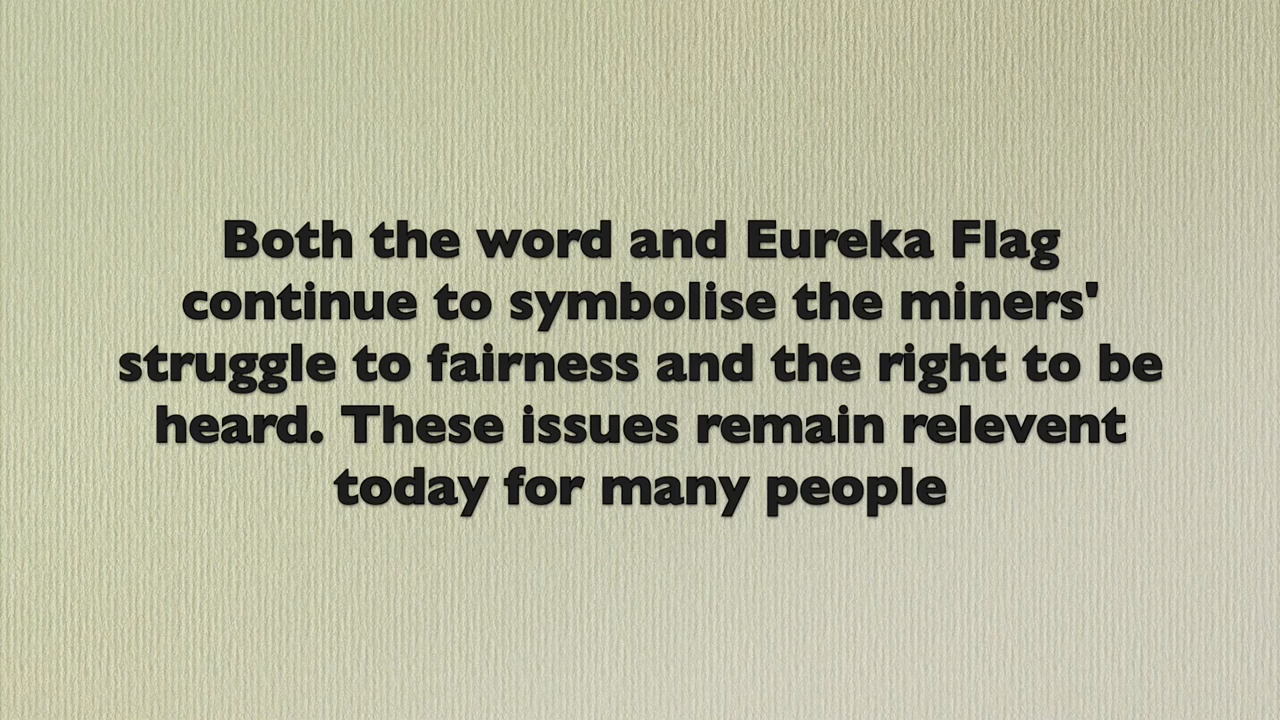 Both the word and Eureka Flag
continue to symbolise the miners'
struggle to fairness and the right to be
heard. These issues remain relevent
today for many people